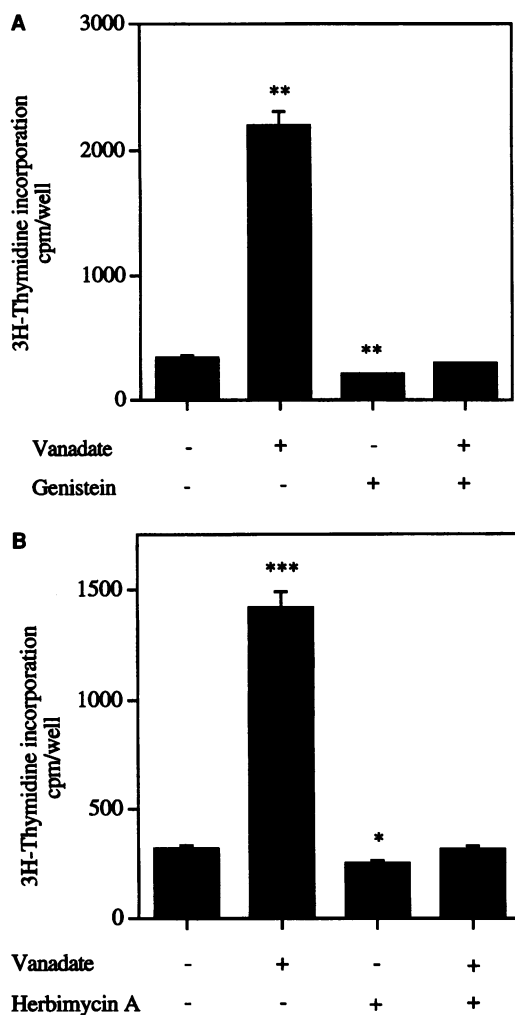 A
3000
2000
1000
0
3H-Thymidine incorporation
cpm/well
**
**
Vanadate - + - +
Genistein - - + +
B
1500
1000
500
0
3H-Thymidine incorporation
cpm/well
***
*
Vanadate - + - +
Herbimycin A - - + +